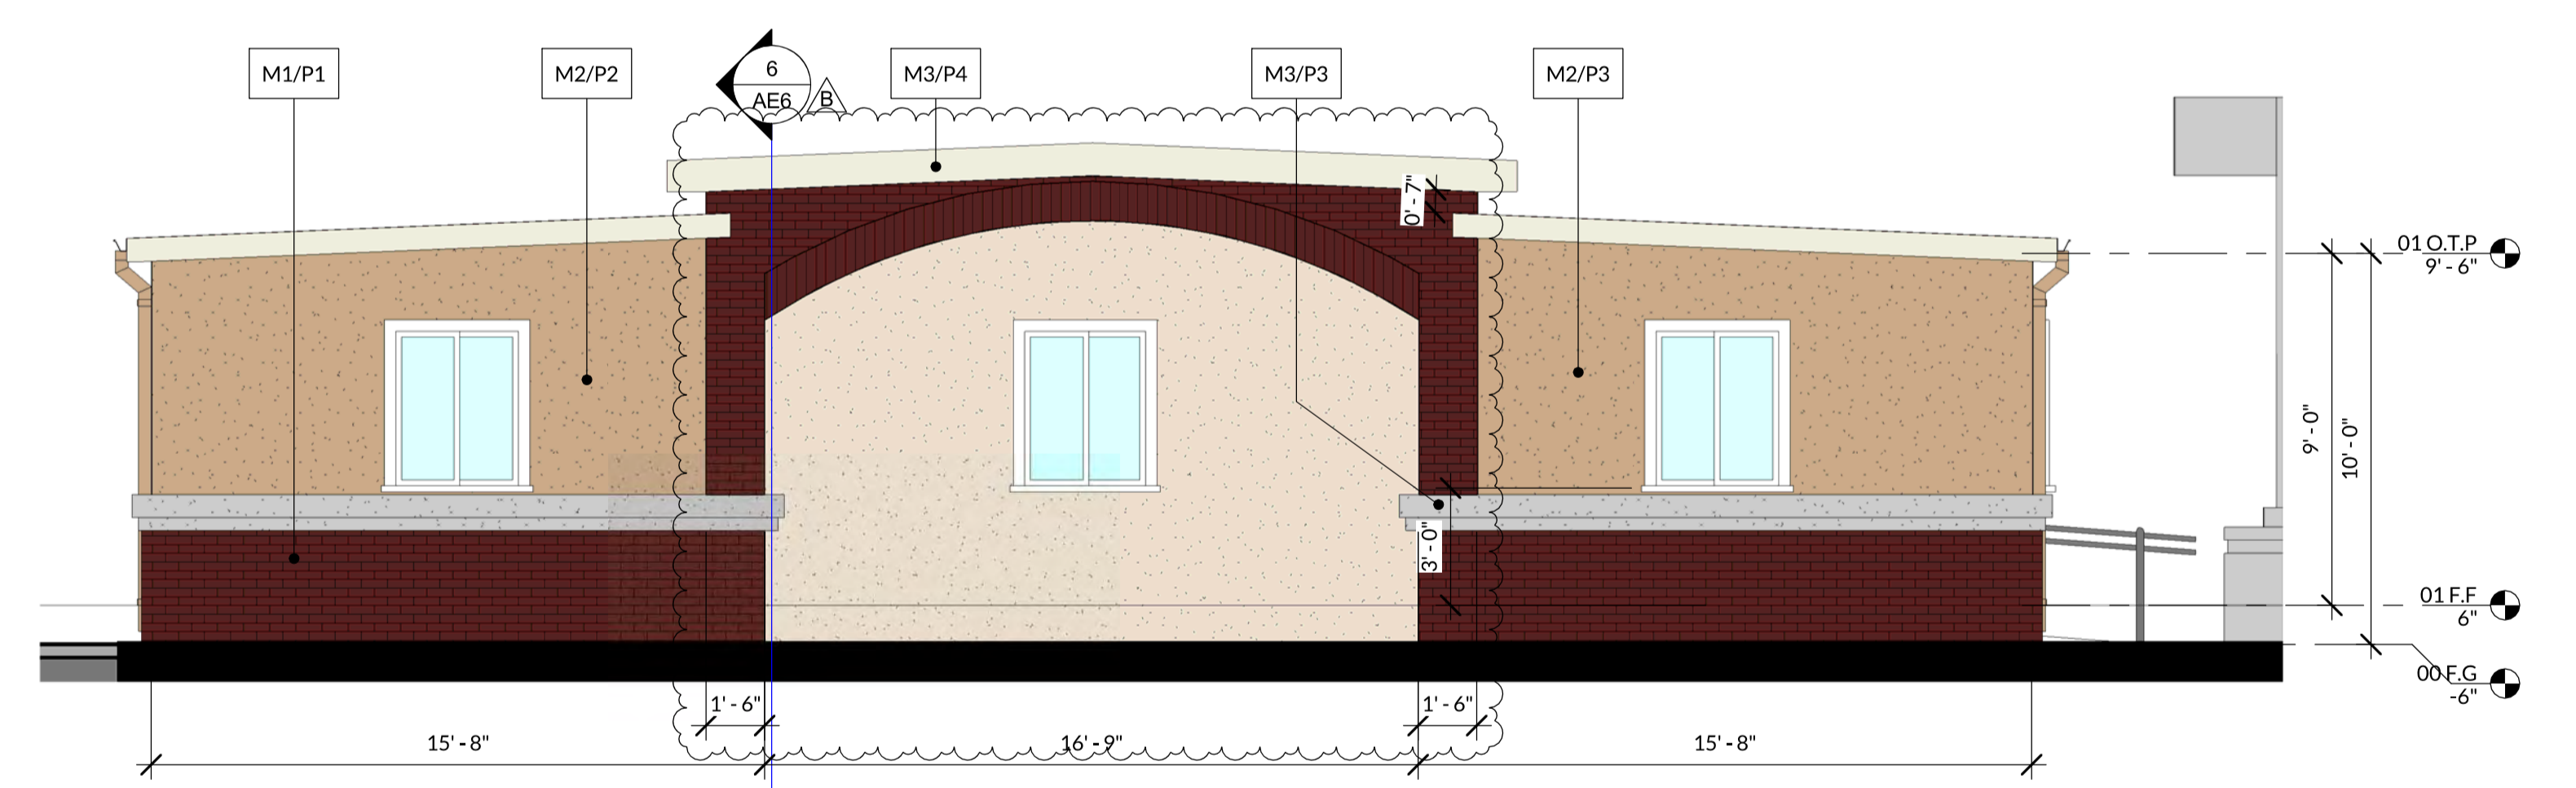 M1/P1
M2/P2
6
AE6
B
M3/P4
M3/P3
M2/P3
0' - 7"
01 O.T.P
9' - 6"
9' - 0"
10' - 0"
3' - 0"
01 F.F
6"
00 F.G
-6"
1' - 6"
1' - 6"
15' - 8"
16' - 9"
15' - 8"